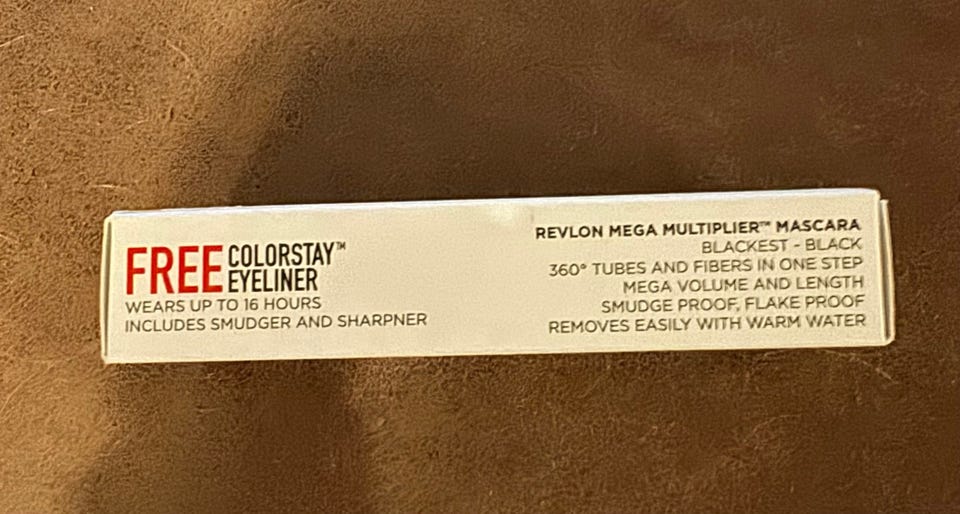 FREE COLORSTAY™
EYELINER
WEARS UP TO 16 HOURS
INCLUDES SMUDGER AND SHARPNER
REVLON MEGA MULTIPLIER™ MASCARA
BLACKEST - BLACK
360° TUBES AND FIBERS IN ONE STEP
MEGA VOLUME AND LENGTH
SMUDGE PROOF, FLAKE PROOF
REMOVES EASILY WITH WARM WATER